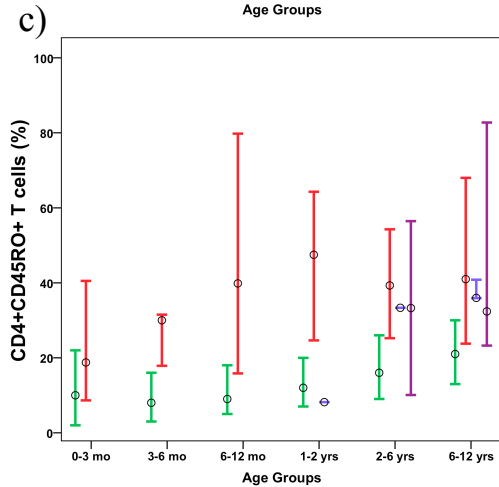 Age Groups
c)
CD4+CD45RO+ T cells (%)
100
80
60
40
20
0
0-3 mo 3-6 mo 6-12 mo 1-2 yrs 2-6 yrs 6-12 yrs
Age Groups